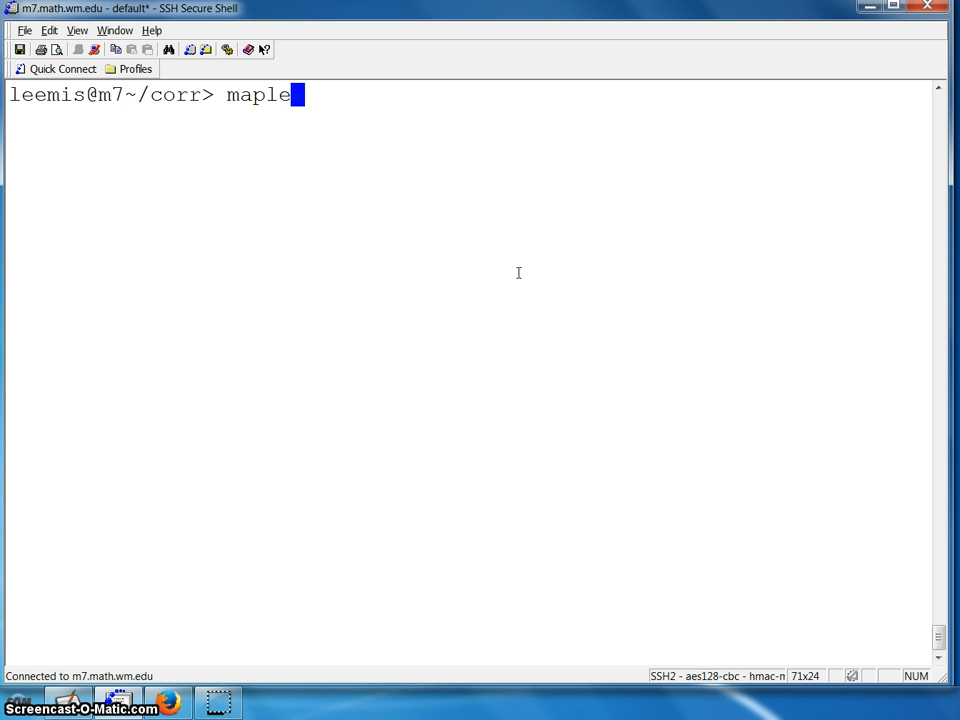 m7.math.wm.edu - default* - SSH Secure Shell
File Edit View Window Help
Quick Connect Profiles
leemis@m7~/corr> maple
Connected to m7.math.wm.edu
SSH2 - aes128-cbc - hmac-m 71x24 NUM
Screencast-O-Matic.com